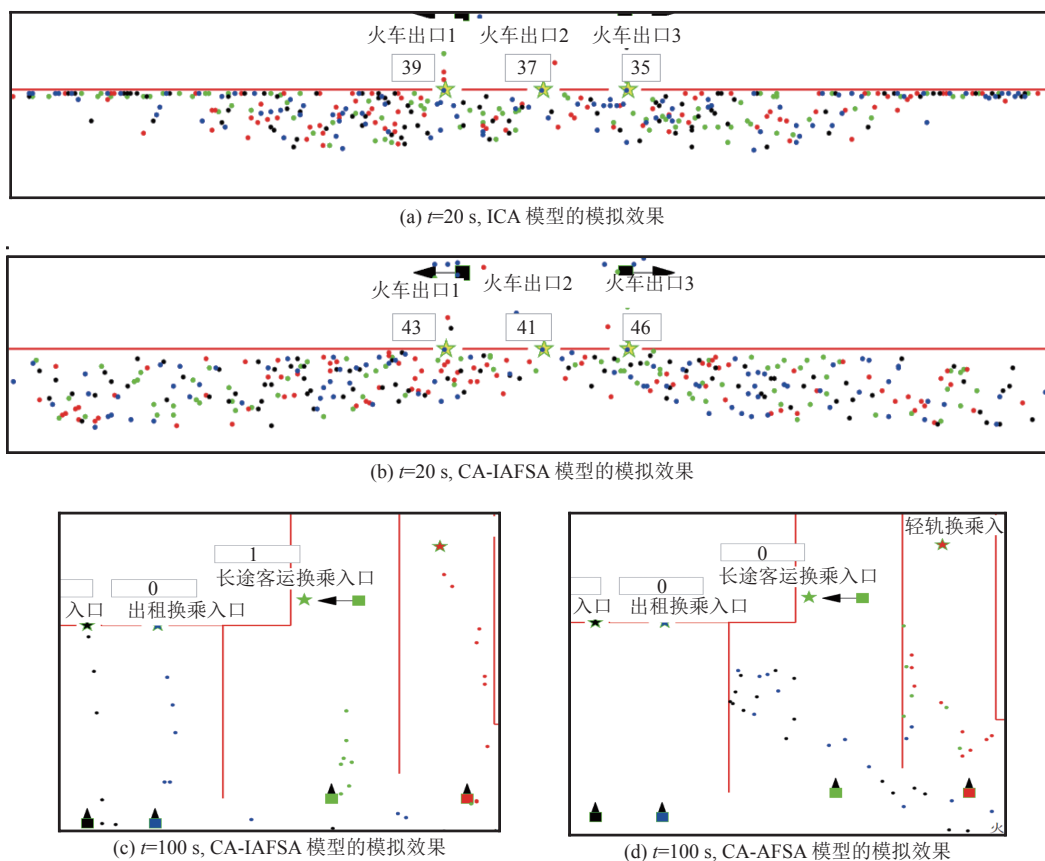 火车出口1 火车出口2 火车出口3
39 37 35
(a) t=20 s, ICA 模型的模拟效果
火车出口1 火车出口2 火车出口3
43 41 46
(b) t=20 s, CA-IAFSA 模型的模拟效果
1
长途客运换乘入口
0
入口 出租换乘入口
(c) t=100 s, CA-IAFSA 模型的模拟效果
轻轨换乘入
0
长途客运换乘入口
0
入口 出租换乘入口
火
(d) t=100 s, CA-AFSA 模型的模拟效果